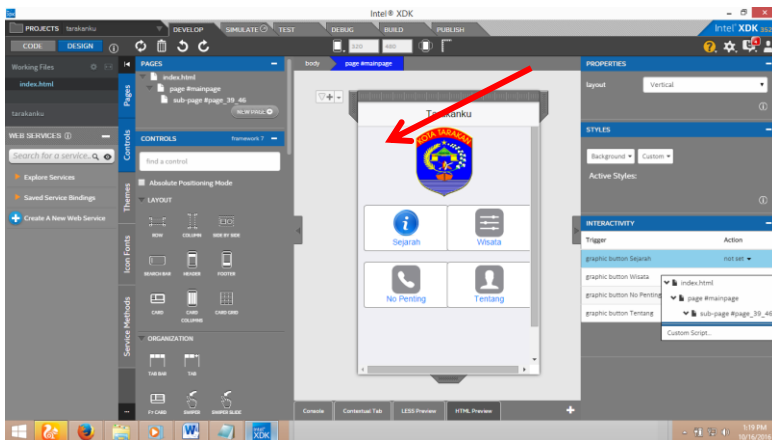 Intel® XDK
PROJECTS tarakanku
DEVELOP SIMULATE TEST DEBUG BUILD PUBLISH
Intel® XDK
CODE DESIGN
320 480
Working Files
index.html
tarakanku
WEB SERVICES
Search for a service..
Explore Services
Saved Service Bindings
Create A New Web Service
Pages
Controls
Themes
Icon Fonts
Service Methods
PAGES
index.html
page #mainpage
sub-page #page_39_46
NEW PAGE
CONTROLS framework 7
find a control
Absolute Positioning Mode
LAYOUT
ROW COLUMN SIDE BY SIDE
SEARCH BAR HEADER FOOTER
CARD CARD COLUMNS CARD GRID
ORGANIZATION
TAB BAR TAB
F7 CARD SWIPER SWIPER SLIDE
body page #mainpage
Tarakanku
KOTA TARAKAN
Sejarah Wisata
No Penting Tentang
Console Contextual Tab LESS Preview HTML Preview
PROPERTIES
layout Vertical
STYLES
Background Custom
Active Styles:
INTERACTIVITY
Trigger Action
graphic button Sejarah not set
graphic button Wisata
graphic button No Penting
graphic button Tentang
index.html
page #mainpage
sub-page #page_39_46
Custom Script...
1:19 PM